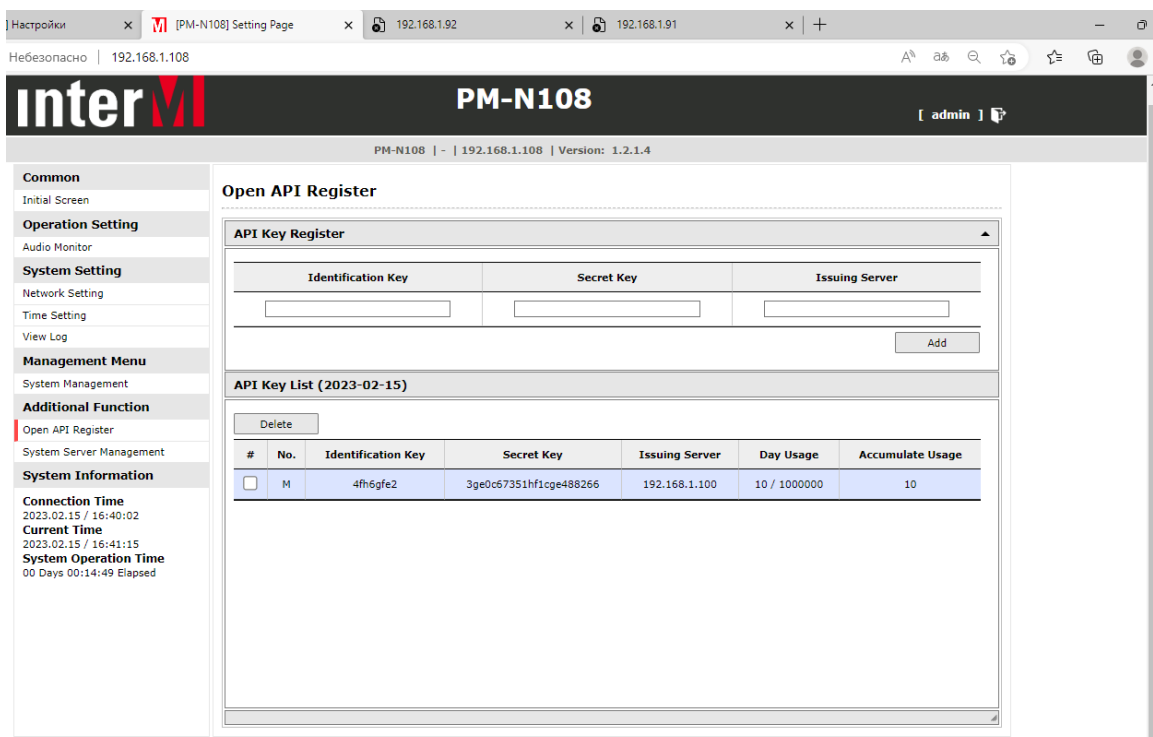 ] Настройки
[PM-N108] Setting Page
192.168.1.92
192.168.1.91
Небезопасно | 192.168.1.108
interM
PM-N108
[ admin ]
PM-N108 | - | 192.168.1.108 | Version: 1.2.1.4
Common
Initial Screen
Operation Setting
Audio Monitor
System Setting
Network Setting
Time Setting
View Log
Management Menu
System Management
Additional Function
Open API Register
System Server Management
System Information
Connection Time
2023.02.15 / 16:40:02
Current Time
2023.02.15 / 16:41:15
System Operation Time
00 Days 00:14:49 Elapsed
Open API Register
API Key Register
Identification Key Secret Key Issuing Server
Add
API Key List (2023-02-15)
Delete
# No. Identification Key Secret Key Issuing Server Day Usage Accumulate Usage
M 4fh6gfe2 3ge0c67351hf1cge488266 192.168.1.100 10 / 1000000 10